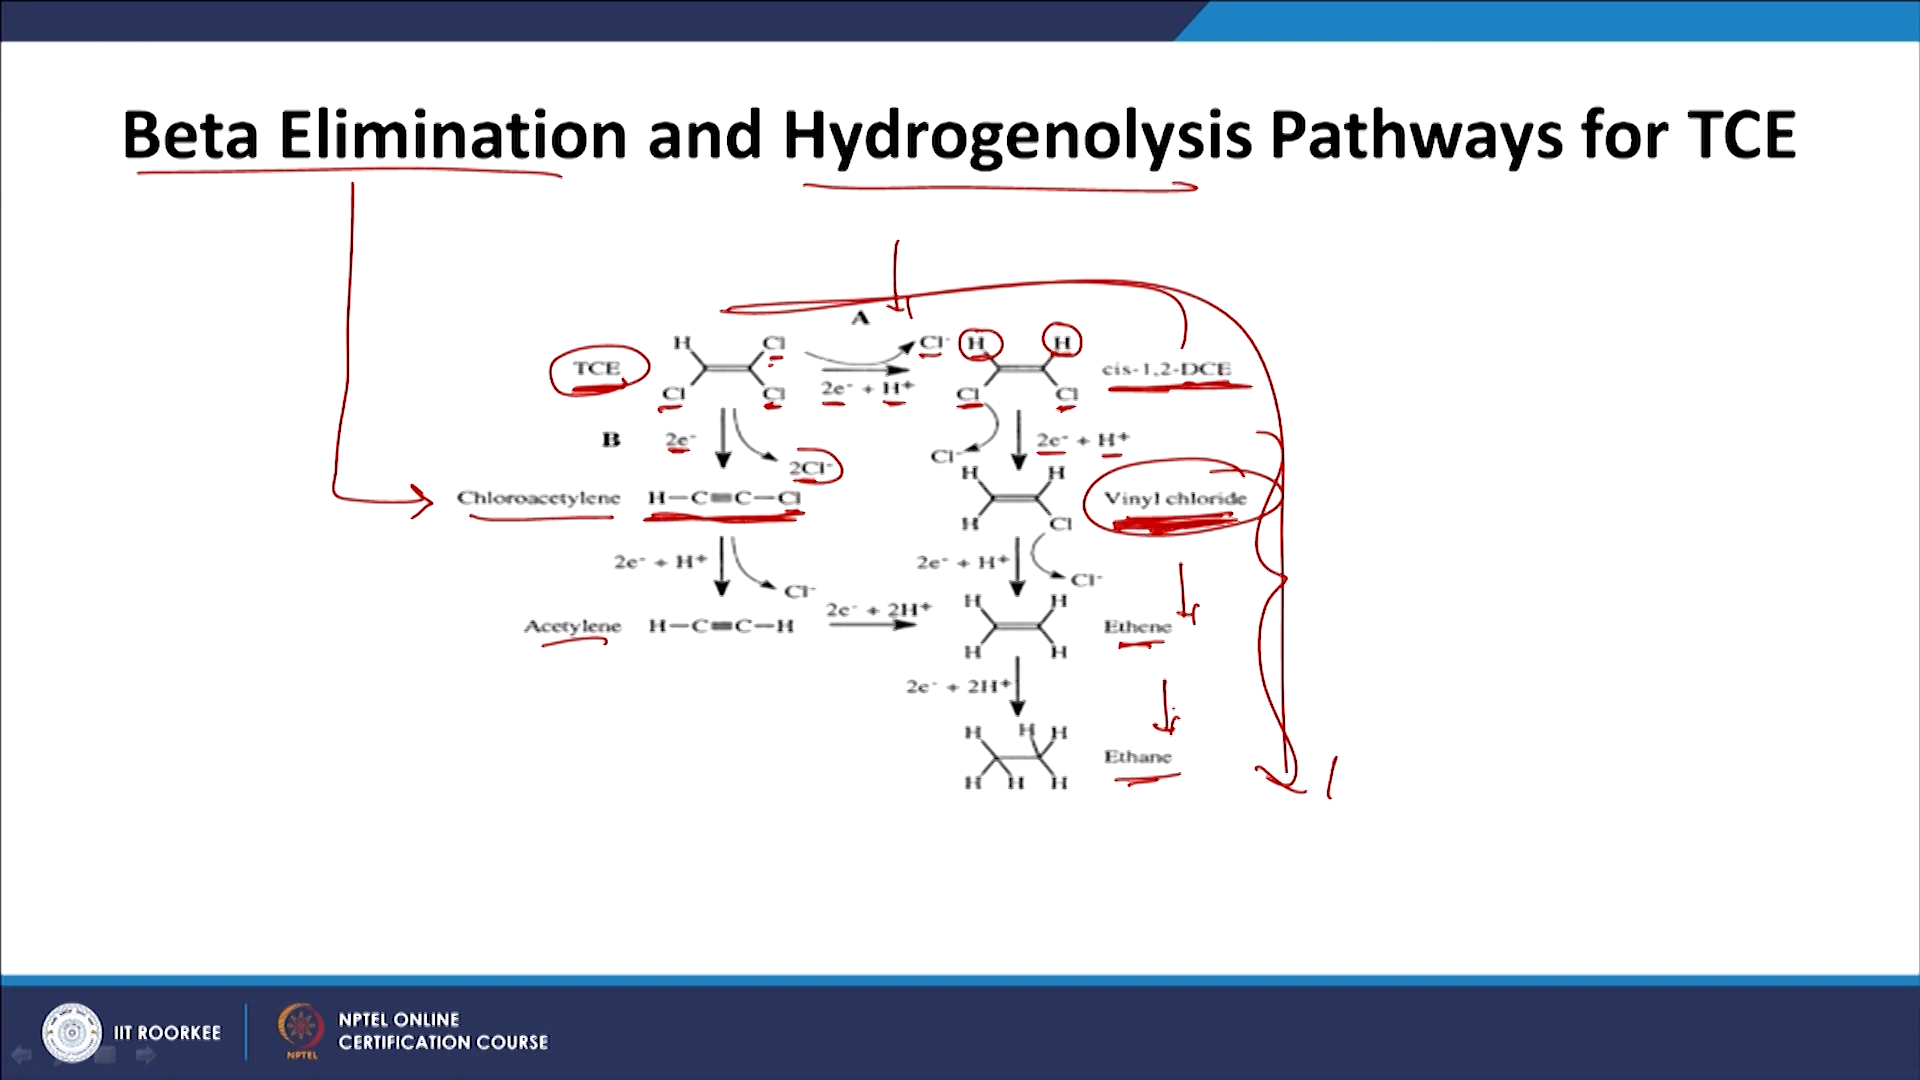 Beta Elimination and Hydrogenolysis Pathways for TCE
A
TCE H Cl Cl⁻ H H cis-1,2-DCE
Cl Cl 2e⁻ + H⁺ Cl Cl
B 2e⁻ 2Cl⁻ Cl⁻ 2e⁻ + H⁺
H H
Chloroacetylene H—C≡C—Cl Vinyl chloride
H Cl
2e⁻ + H⁺ Cl⁻ 2e⁻ + H⁺ Cl⁻
H H
Acetylene H—C≡C—H 2e⁻ + 2H⁺ Ethene
H H
2e⁻ + 2H⁺
H H H
Ethane
H H H
IIT ROORKEE
NPTEL
NPTEL ONLINE
CERTIFICATION COURSE